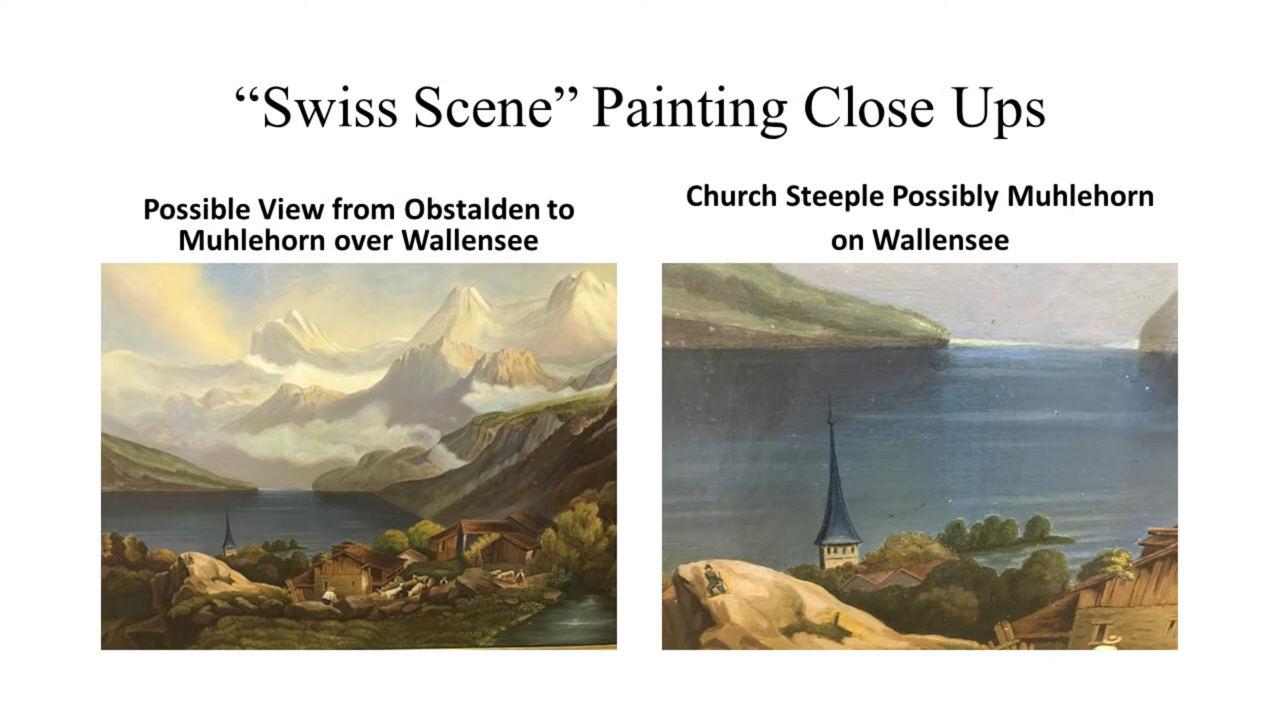 “Swiss Scene” Painting Close Ups
Possible View from Obstalden to
Muhlehorn over Wallensee
Church Steeple Possibly Muhlehorn
on Wallensee